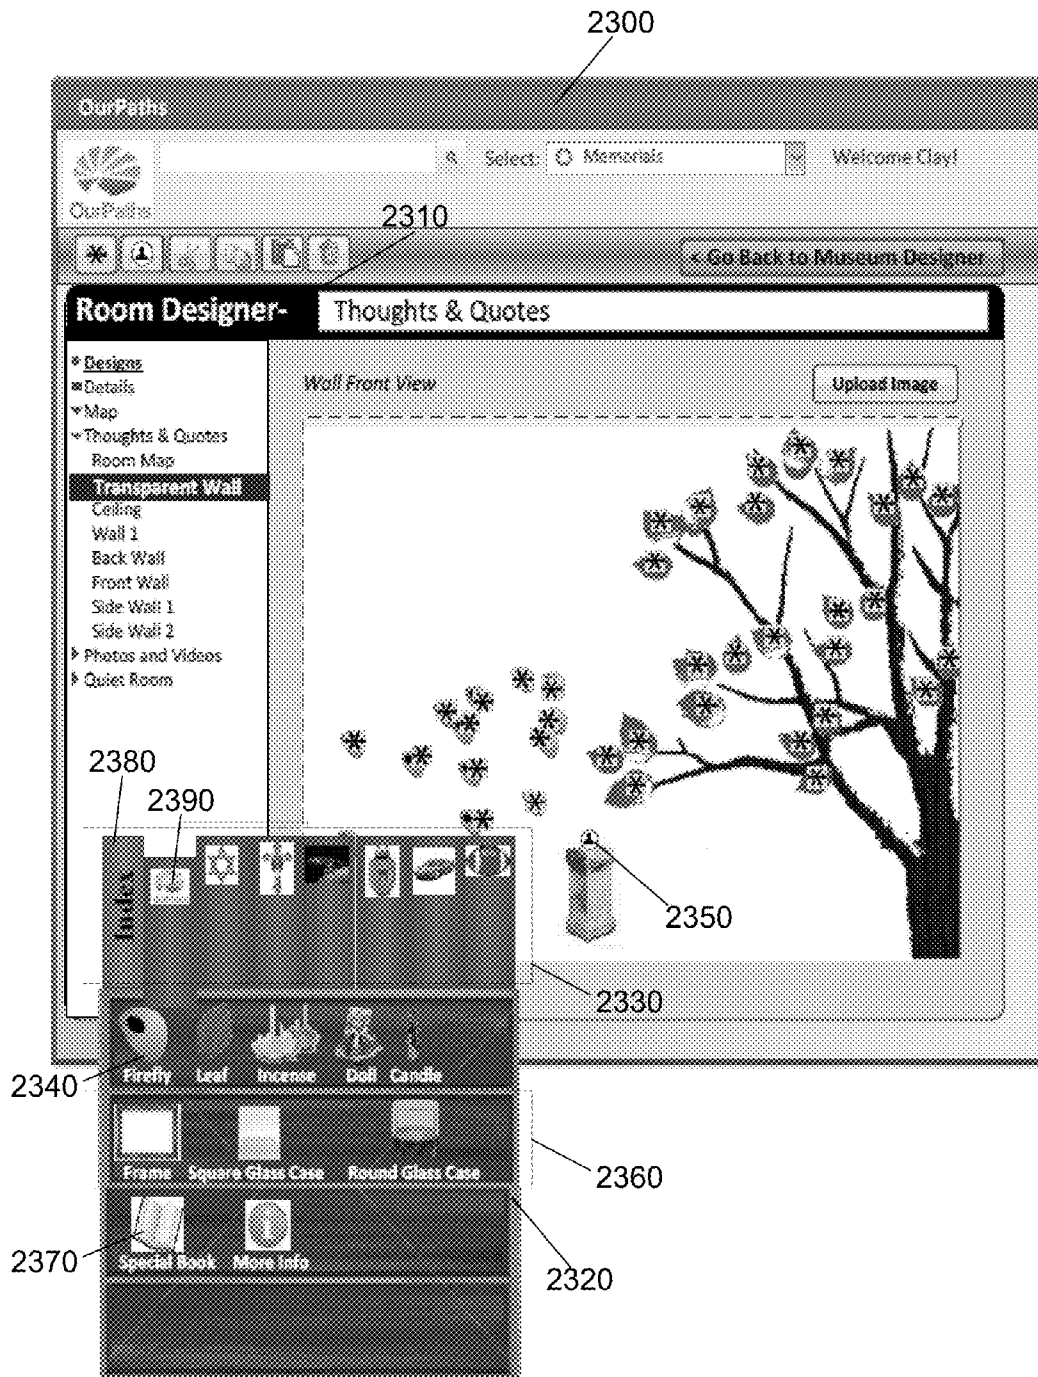 2300
OurPaths
Select: Memorials
Welcome Clay!
OurPaths
2310
< Go Back to Museum Designer
Room Designer-
Thoughts & Quotes
Designs
Details
Map
Thoughts & Quotes
Room Map
Transparent Wall
Ceiling
Wall 1
Back Wall
Front Wall
Side Wall 1
Side Wall 2
Photos and Videos
Quiet Room
Wall Front View
Upload Image
2380
2390
Index
2350
2330
2340
Firefly Leaf Incense Doll Candle
2360
Frame Square Glass Case Round Glass Case
2370
Special Book More Info
2320